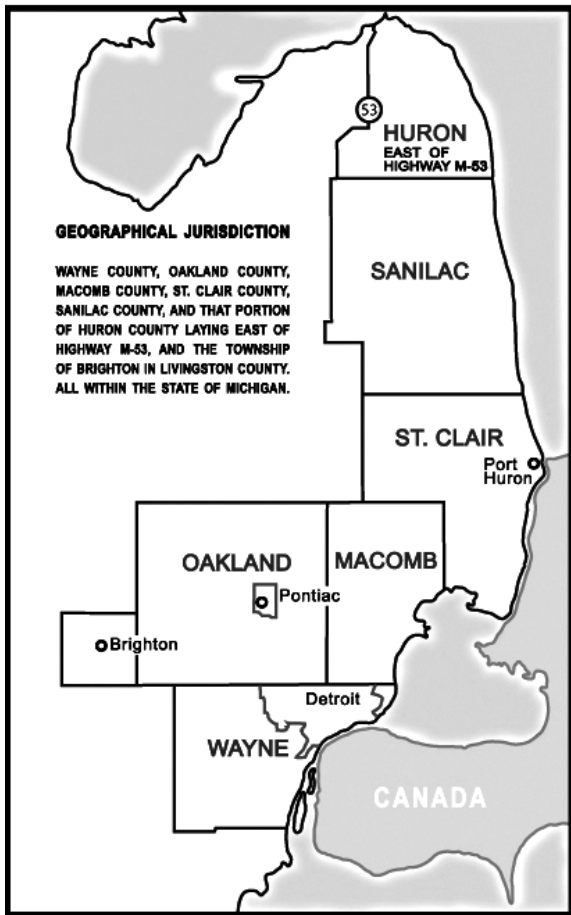 53
HURON
EAST OF
HIGHWAY M-53
GEOGRAPHICAL JURISDICTION
WAYNE COUNTY, OAKLAND COUNTY,
MACOMB COUNTY, ST. CLAIR COUNTY,
SANILAC COUNTY, AND THAT PORTION
OF HURON COUNTY LAYING EAST OF
HIGHWAY M-53, AND THE TOWNSHIP
OF BRIGHTON IN LIVINGSTON COUNTY.
ALL WITHIN THE STATE OF MICHIGAN.
SANILAC
ST. CLAIR
Port
Huron
OAKLAND
MACOMB
Pontiac
Brighton
Detroit
WAYNE
CANADA